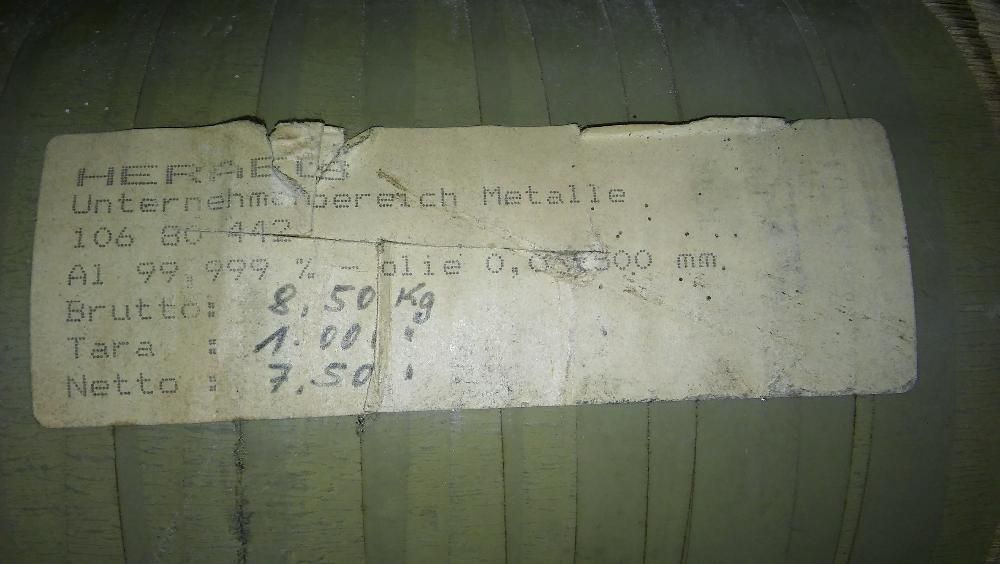 HERAEUS
Unternehmensbereich Metalle
106 80 442
Al 99,999 % - olie mm.
Brutto: 8,50 Kg
Tara : 1.00 "
Netto : 7,50 "